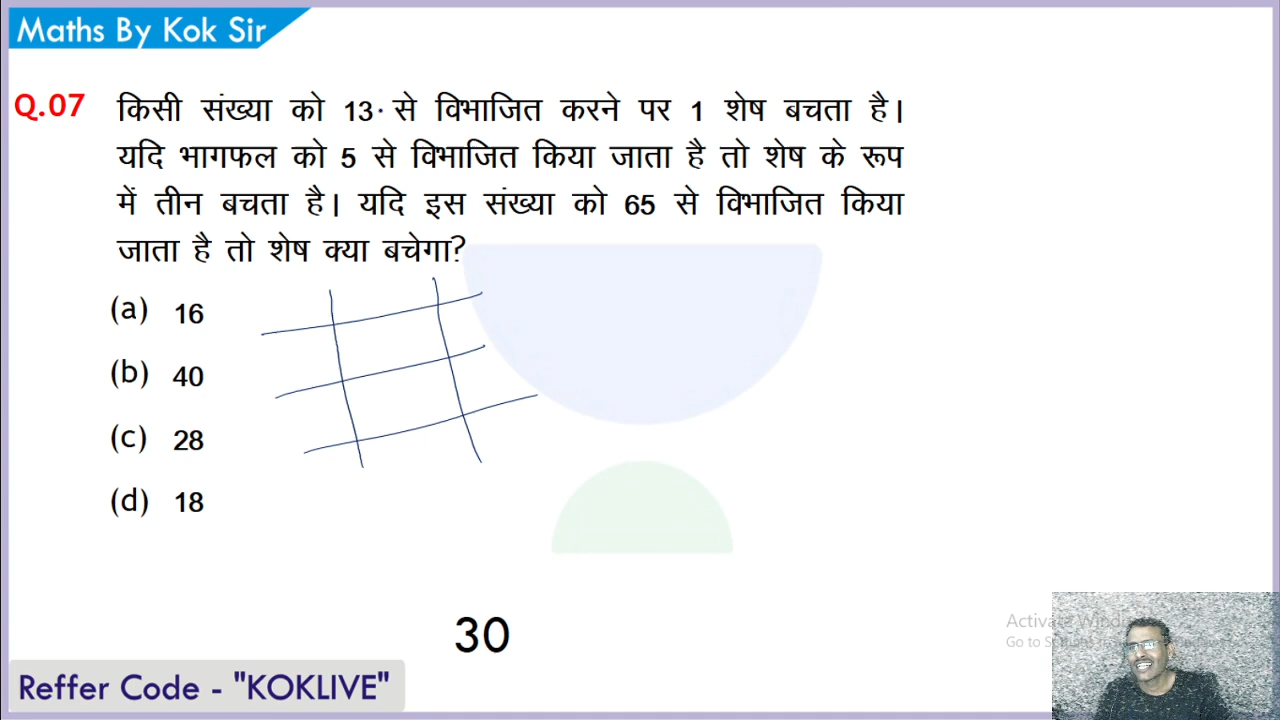 Maths By Kok Sir
Q.07 किसी संख्या को 13 से विभाजित करने पर 1 शेष बचता है।
यदि भागफल को 5 से विभाजित किया जाता है तो शेष के रूप
में तीन बचता है। यदि इस संख्या को 65 से विभाजित किया
जाता है तो शेष क्या बचेगा?
(a) 16
(b) 40
(c) 28
(d) 18
30
Reffer Code - "KOKLIVE"